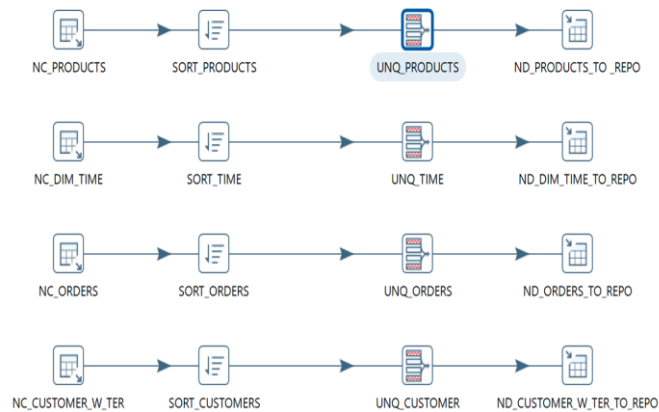 NC_PRODUCTS SORT_PRODUCTS UNQ_PRODUCTS ND_PRODUCTS_TO _REPO
NC_DIM_TIME SORT_TIME UNQ_TIME ND_DIM_TIME_TO_REPO
NC_ORDERS SORT_ORDERS UNQ_ORDERS ND_ORDERS_TO_REPO
NC_CUSTOMER_W_TER SORT_CUSTOMERS UNQ_CUSTOMER ND_CUSTOMER_W_TER_TO_REPO